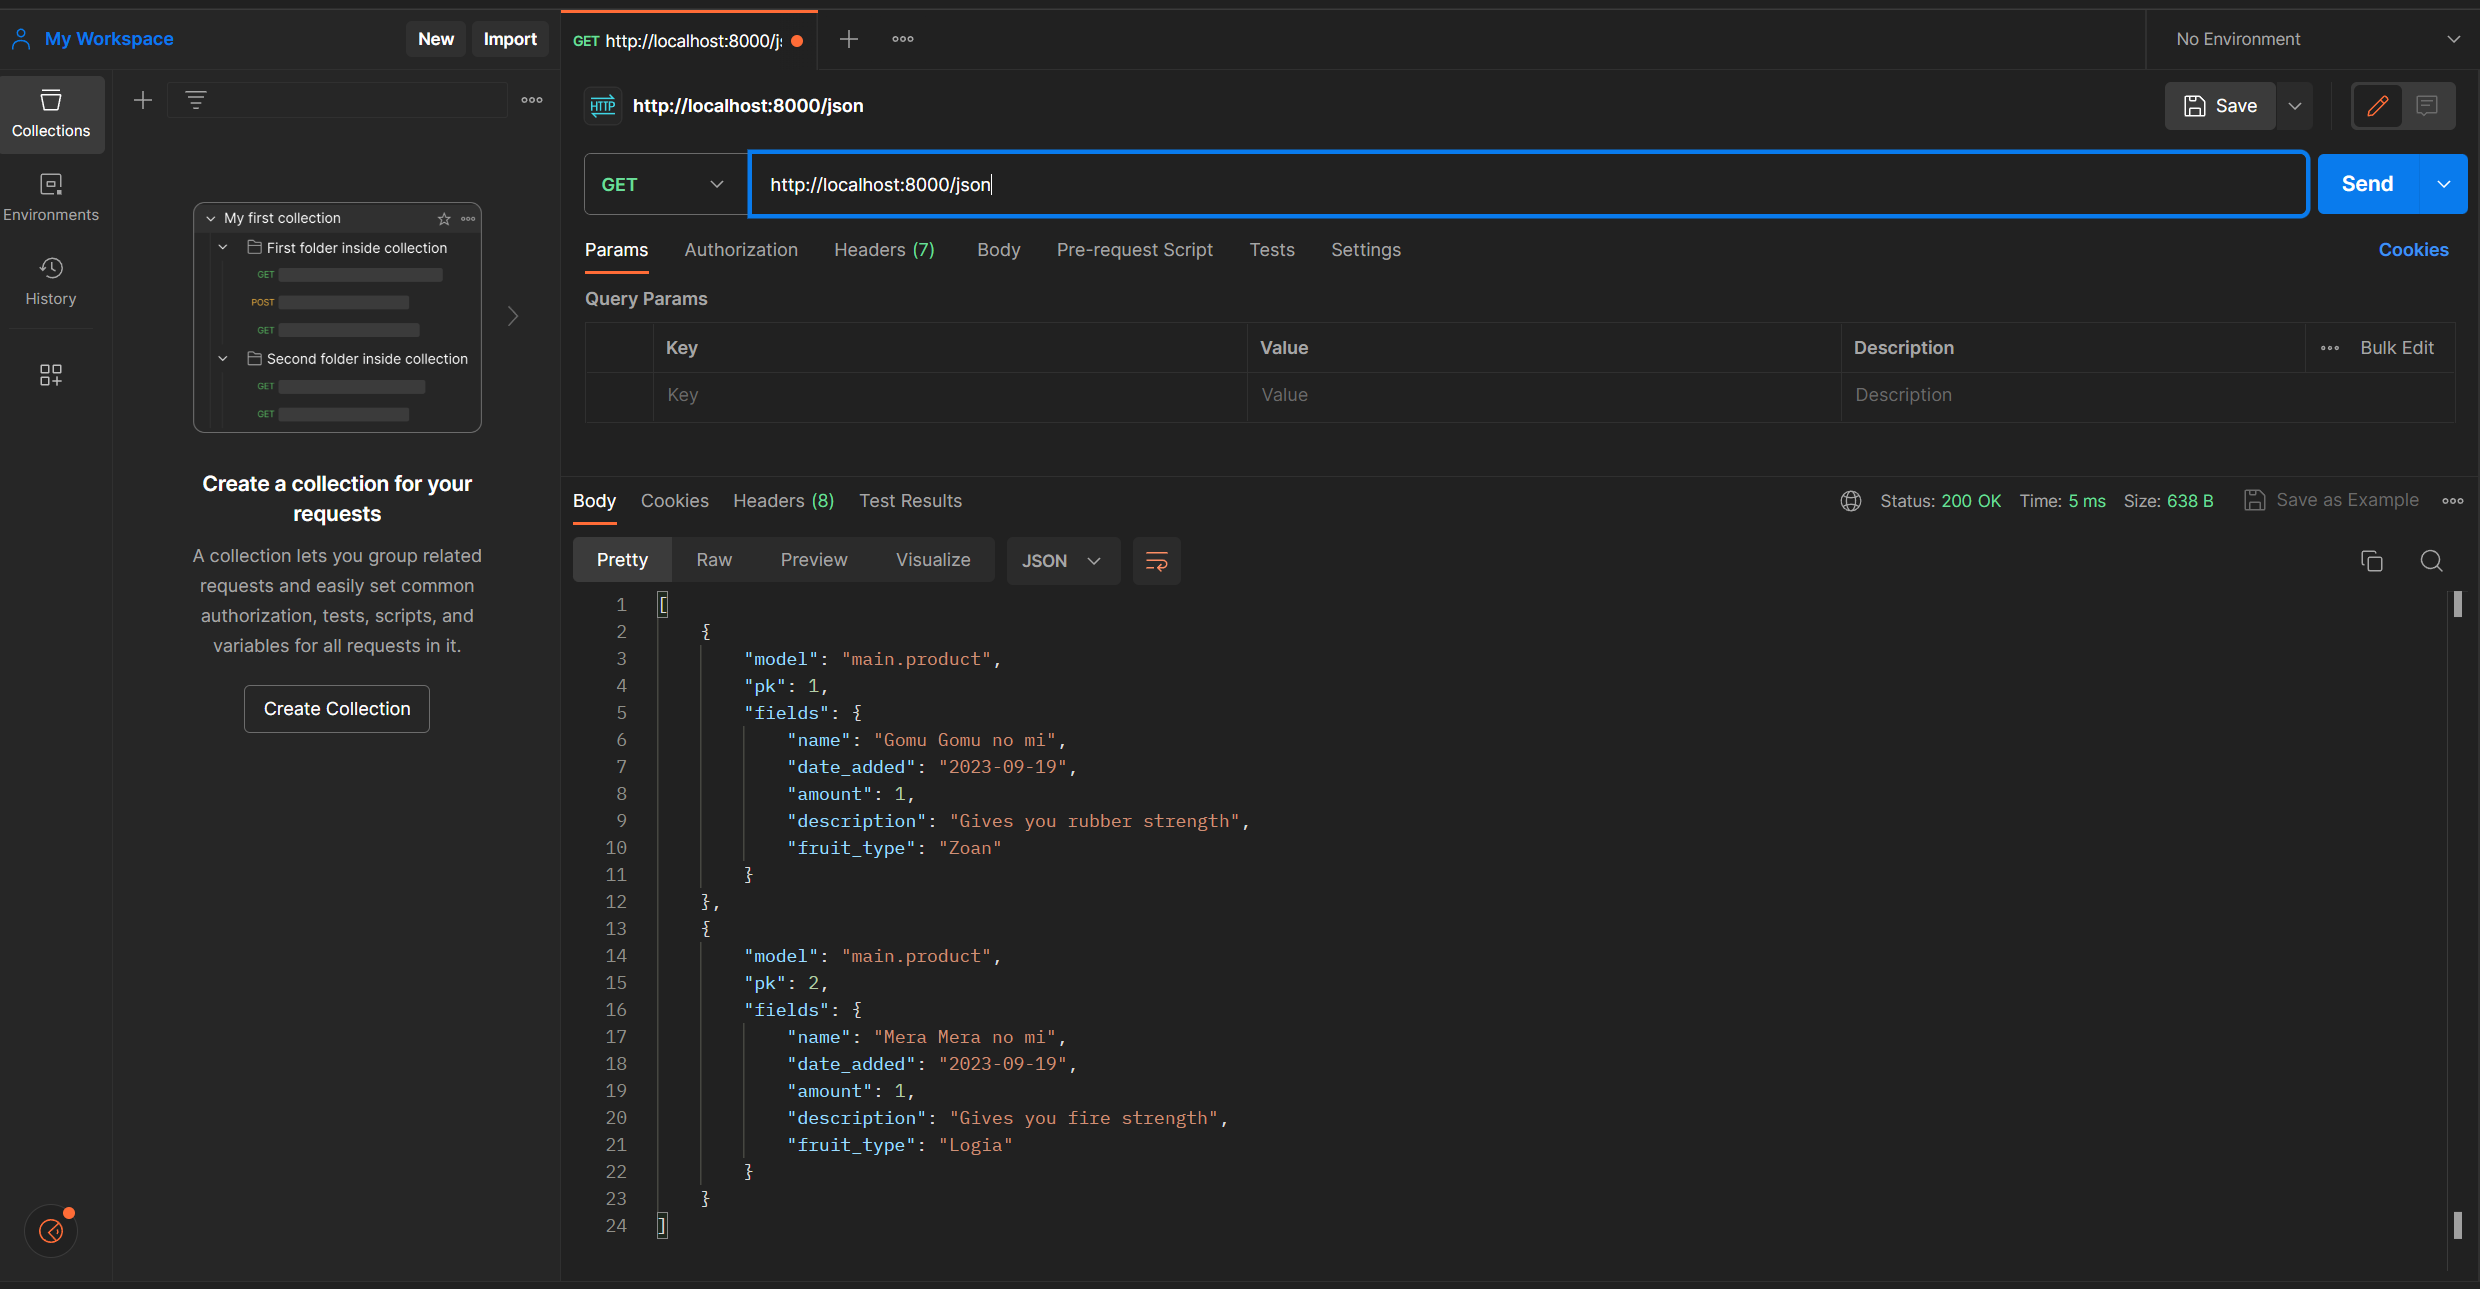 My Workspace
New
Import
GET http://localhost:8000/j
No Environment
Collections
Environments
History
My first collection
First folder inside collection
GET
POST
GET
Second folder inside collection
GET
GET
Create a collection for your
requests
A collection lets you group related
requests and easily set common
authorization, tests, scripts, and
variables for all requests in it.
Create Collection
HTTP http://localhost:8000/json
Save
GET
http://localhost:8000/json
Send
Params Authorization Headers (7) Body Pre-request Script Tests Settings
Cookies
Query Params
Key Value Description Bulk Edit
Key Value Description
Body Cookies Headers (8) Test Results
Status: 200 OK Time: 5 ms Size: 638 B Save as Example
Pretty Raw Preview Visualize JSON
1 [
2 {
3 "model": "main.product",
4 "pk": 1,
5 "fields": {
6 "name": "Gomu Gomu no mi",
7 "date_added": "2023-09-19",
8 "amount": 1,
9 "description": "Gives you rubber strength",
10 "fruit_type": "Zoan"
11 }
12 },
13 {
14 "model": "main.product",
15 "pk": 2,
16 "fields": {
17 "name": "Mera Mera no mi",
18 "date_added": "2023-09-19",
19 "amount": 1,
20 "description": "Gives you fire strength",
21 "fruit_type": "Logia"
22 }
23 }
24 ]